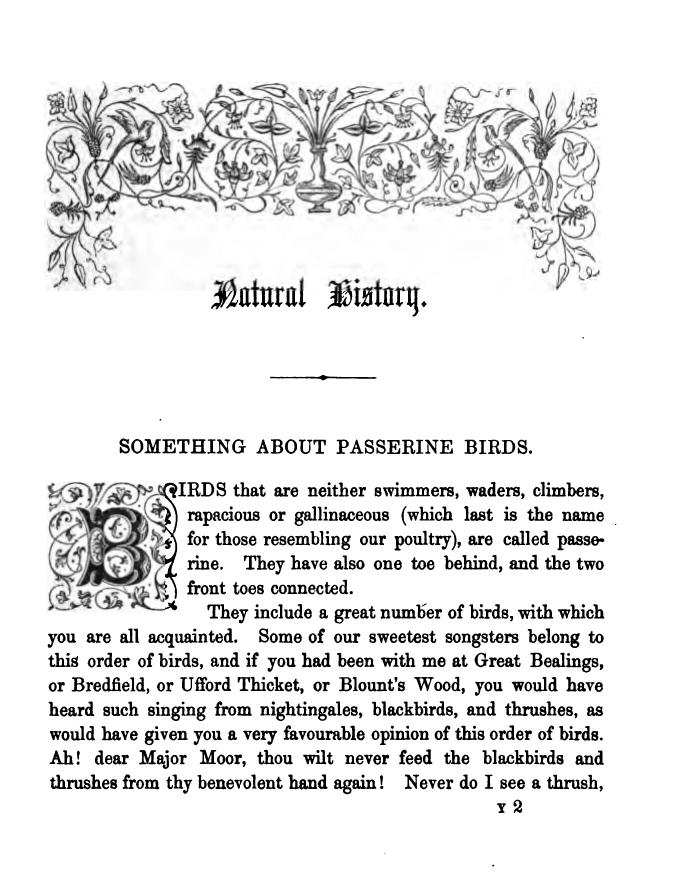 Natural History.
SOMETHING ABOUT PASSERINE BIRDS.
BIRDS that are neither swimmers, waders, climbers,
rapacious or gallinaceous (which last is the name
for those resembling our poultry), are called passe-
rine. They have also one toe behind, and the two
front toes connected.
They include a great number of birds, with which
you are all acquainted. Some of our sweetest songsters belong to
this order of birds, and if you had been with me at Great Bealings,
or Bredfield, or Ufford Thicket, or Blount's Wood, you would have
heard such singing from nightingales, blackbirds, and thrushes, as
would have given you a very favourable opinion of this order of birds.
Ah! dear Major Moor, thou wilt never feed the blackbirds and
thrushes from thy benevolent hand again! Never do I see a thrush,
Y 2